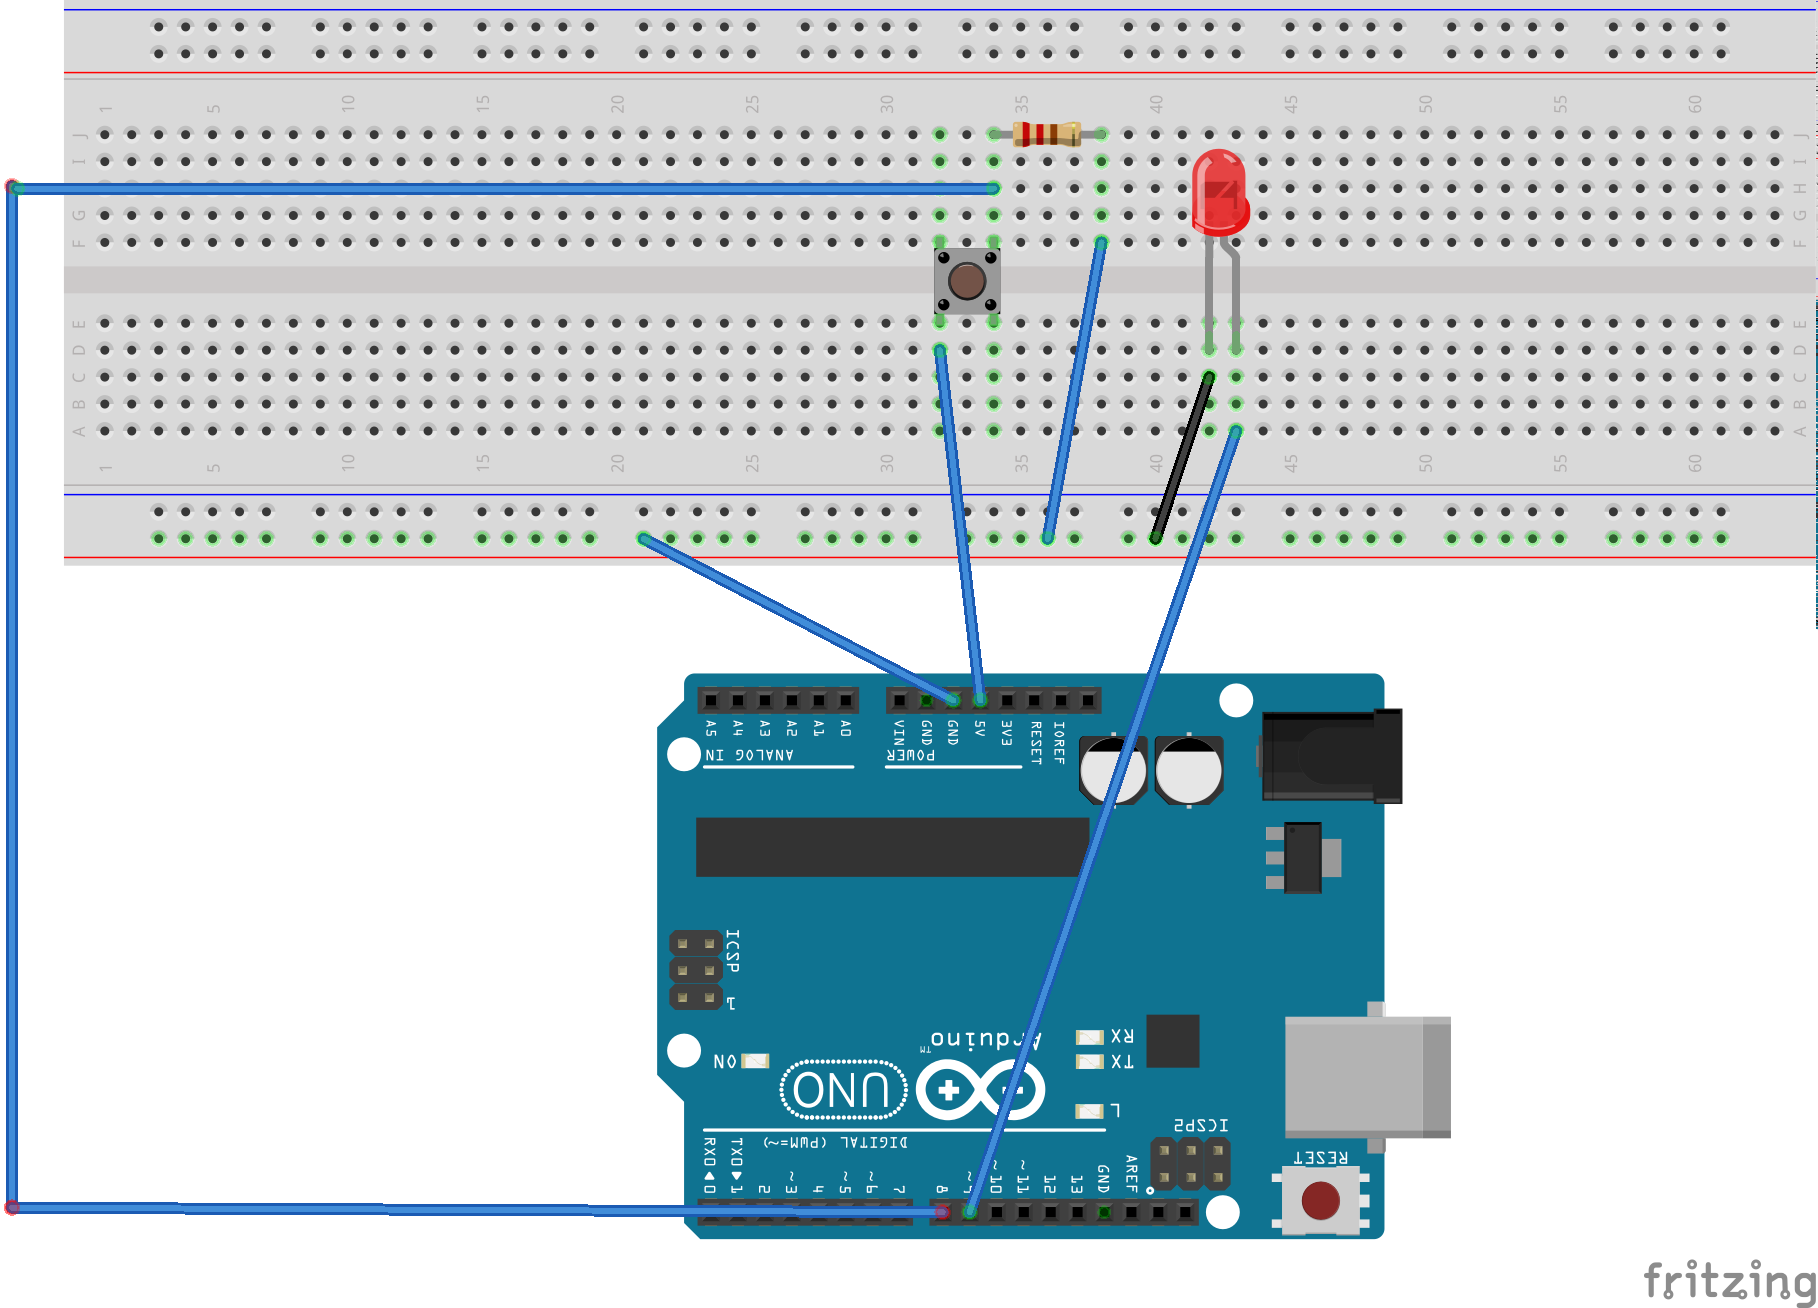 1 5 10 15 20 25 30 35 40 45 50 55 60
J J
I I
H
G G
F F
E E
D D
C C
B B
A A
1 5 10 15 20 25 30 35 40 45 50 55 60
A5 A4 A3 A2 A1 A0 VIN GND GND 5V 3V3 RESET IOREF
ANALOG IN POWER
ICSP
1
Arduino™
RX
TX
ON
UNO
L
ICSP2
DIGITAL (PWM=~)
RX0 TX0 ~ ~ ~ ~ ~ ~ GND AREF
0 1 2 3 4 5 6 7 8 10 11 12 13
RESET
fritzing